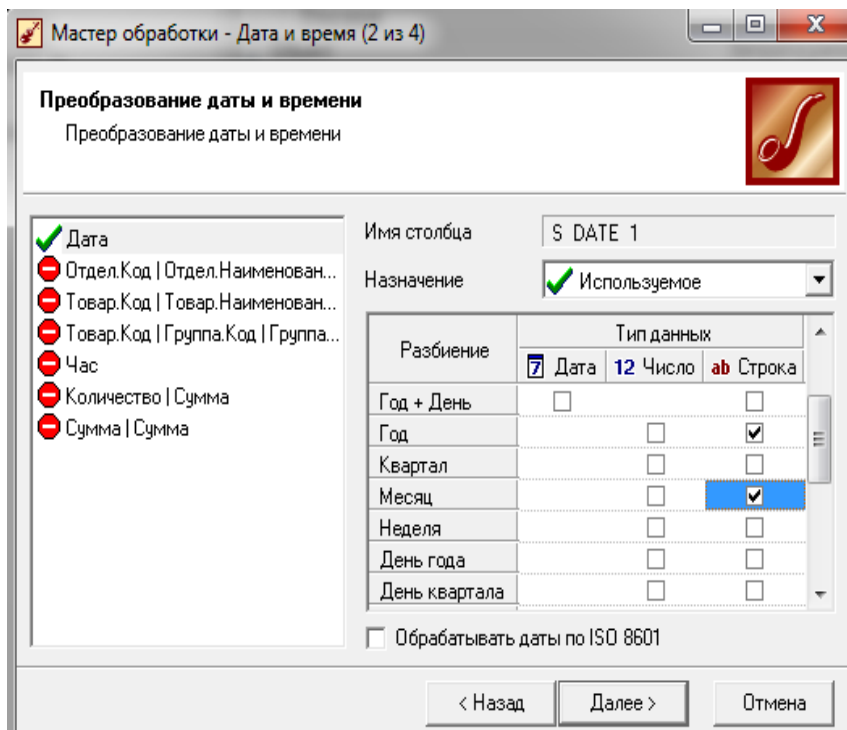 Мастер обработки - Дата и время (2 из 4)
Преобразование даты и времени
Преобразование даты и времени
Дата
Отдел.Код | Отдел.Наименован...
Товар.Код | Товар.Наименован...
Товар.Код | Группа.Код | Группа...
Час
Количество | Сумма
Сумма | Сумма
Имя столбца
S DATE 1
Назначение
Используемое
Разбиение
Тип данных
7 Дата
12 Число
ab Строка
Год + День
Год
Квартал
Месяц
Неделя
День года
День квартала
Обрабатывать даты по ISO 8601
< Назад
Далее >
Отмена